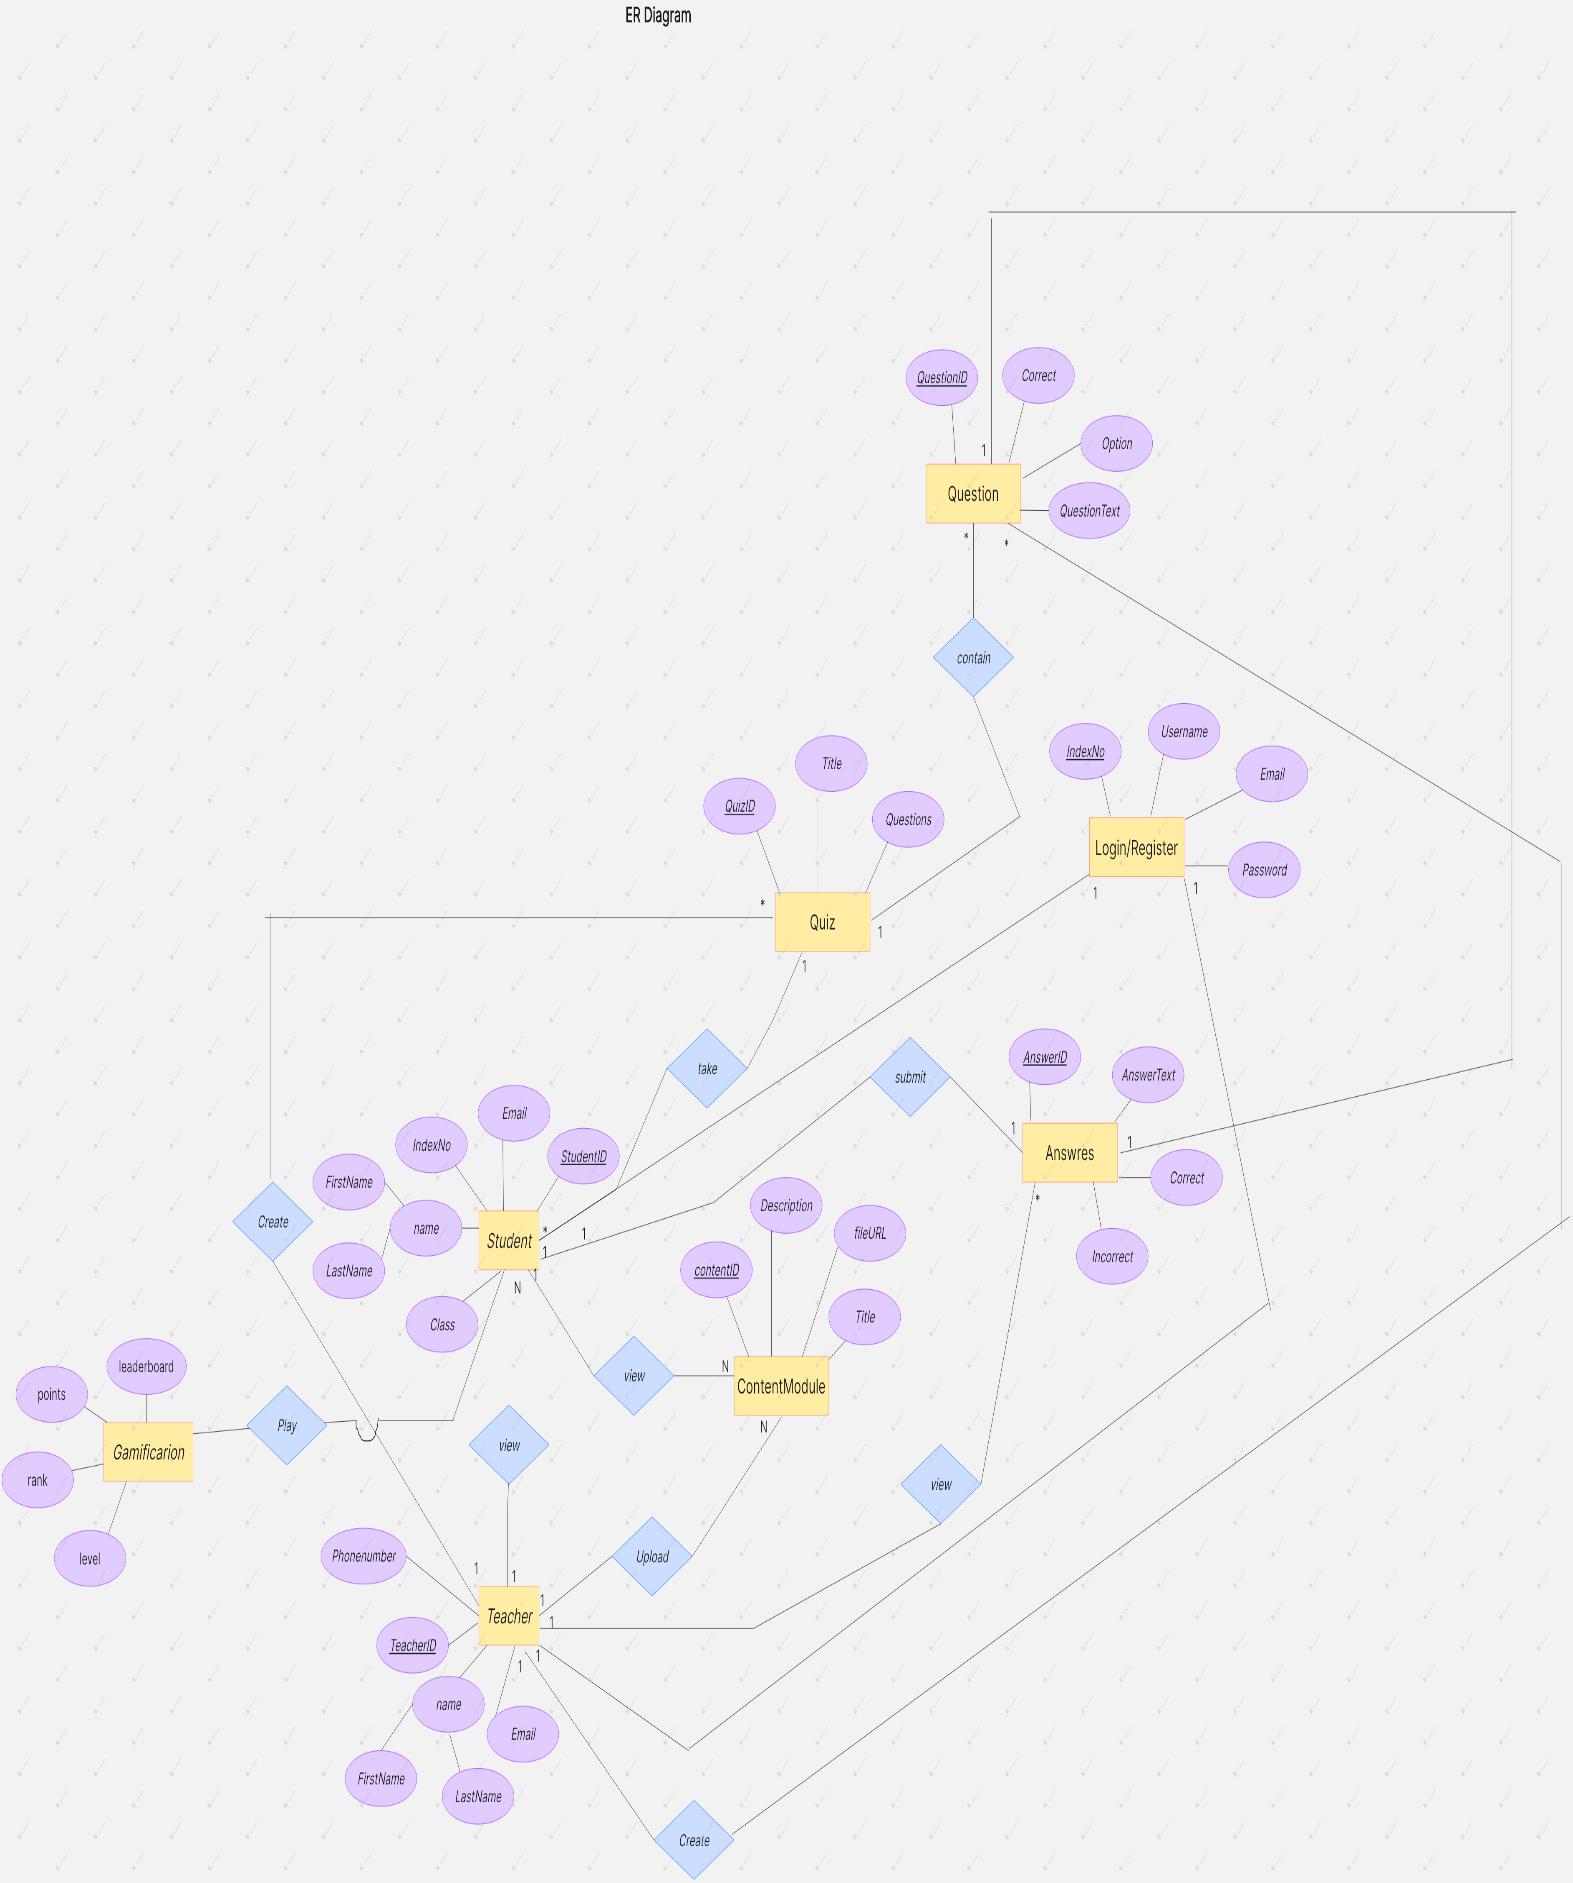 ER Diagram
QuestionID
Correct
Option
1
Question
QuestionText
*
*
contain
Username
IndexNo
Title
Email
QuizID
Questions
Login/Register
Password
1
1
*
Quiz
1
1
AnswerID
take
submit
AnswerText
Email
1
1
IndexNo
StudentID
Answres
FirstName
Correct
*
Description
Create
name
*
1
fileURL
Student
1
Incorrect
LastName
contentID
1
N
Title
Class
leaderboard
view
N
ContentModule
points
Play
N
view
Gamificarion
rank
view
Phonenumber
Upload
level
1
1
1
Teacher
1
TeacherID
1
1
name
Email
FirstName
LastName
Create